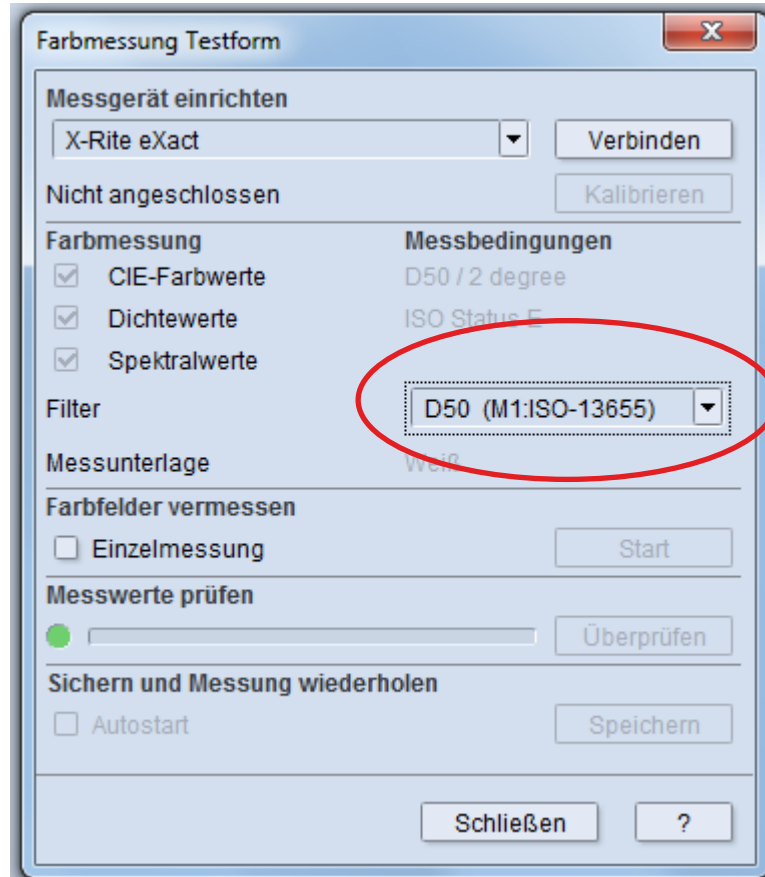 Farbmessung Testform
Messgerät einrichten
X-Rite eXact
Verbinden
Nicht angeschlossen
Kalibrieren
Farbmessung Messbedingungen
CIE-Farbwerte D50 / 2 degree
Dichtewerte ISO Status E
Spektralwerte
Filter D50 (M1:ISO-13655)
Messunterlage Weiß
Farbfelder vermessen
Einzelmessung Start
Messwerte prüfen
Überprüfen
Sichern und Messung wiederholen
Autostart Speichern
Schließen ?